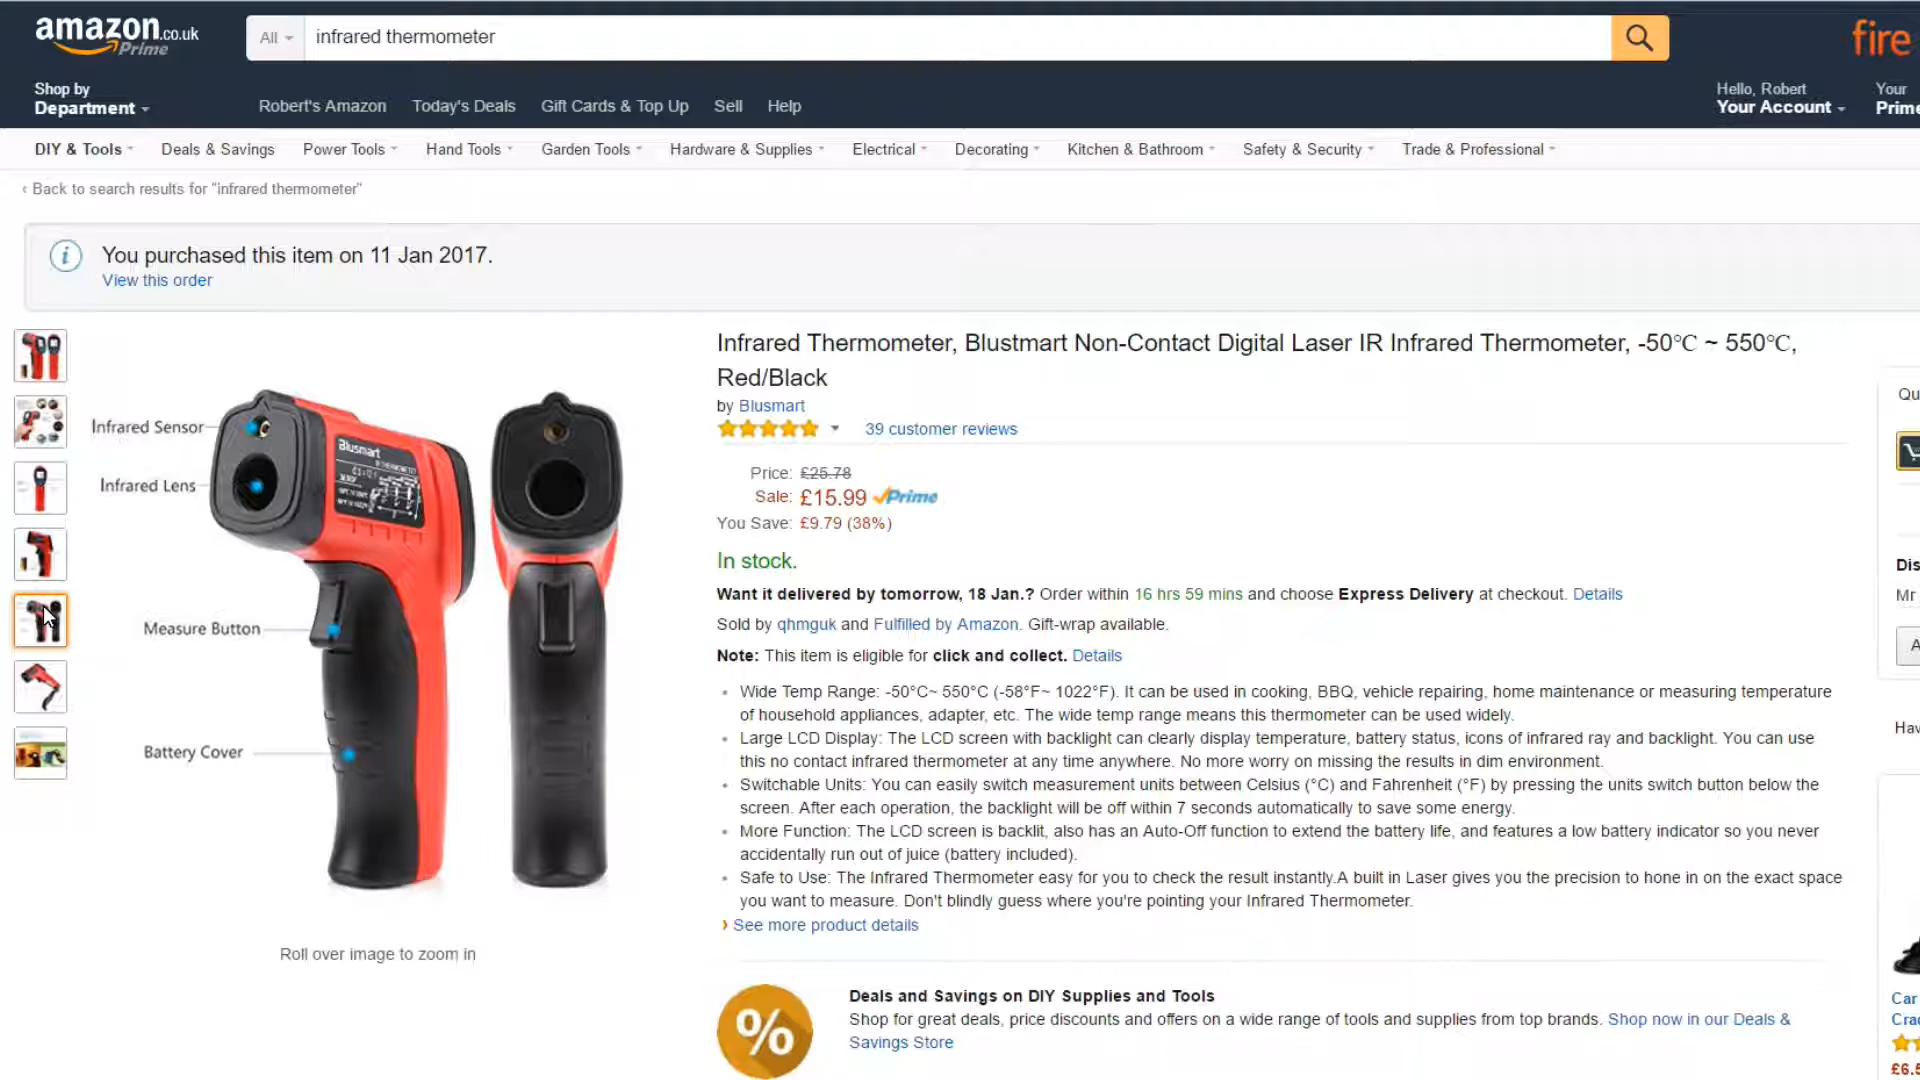 amazon.co.uk
Prime
All
infrared thermometer
fire
Shop by
Department
Robert's Amazon
Today's Deals
Gift Cards & Top Up
Sell
Help
Hello, Robert
Your Account
Your
Prime
DIY & Tools
Deals & Savings
Power Tools
Hand Tools
Garden Tools
Hardware & Supplies
Electrical
Decorating
Kitchen & Bathroom
Safety & Security
Trade & Professional
‹ Back to search results for "infrared thermometer"
You purchased this item on 11 Jan 2017.
View this order
Infrared Sensor
Infrared Lens
Measure Button
Battery Cover
Blusmart
Roll over image to zoom in
Infrared Thermometer, Blustmart Non-Contact Digital Laser IR Infrared Thermometer, -50℃ ~ 550℃,
Red/Black
by Blusmart
39 customer reviews
Price: £25.78
Sale: £15.99 Prime
You Save: £9.79 (38%)
In stock.
Want it delivered by tomorrow, 18 Jan.? Order within 16 hrs 59 mins and choose Express Delivery at checkout. Details
Sold by qhmguk and Fulfilled by Amazon. Gift-wrap available.
Note: This item is eligible for click and collect. Details
• Wide Temp Range: -50°C~ 550°C (-58°F~ 1022°F). It can be used in cooking, BBQ, vehicle repairing, home maintenance or measuring temperature
of household appliances, adapter, etc. The wide temp range means this thermometer can be used widely.
• Large LCD Display: The LCD screen with backlight can clearly display temperature, battery status, icons of infrared ray and backlight. You can use
this no contact infrared thermometer at any time anywhere. No more worry on missing the results in dim environment.
• Switchable Units: You can easily switch measurement units between Celsius (°C) and Fahrenheit (°F) by pressing the units switch button below the
screen. After each operation, the backlight will be off within 7 seconds automatically to save some energy.
• More Function: The LCD screen is backlit, also has an Auto-Off function to extend the battery life, and features a low battery indicator so you never
accidentally run out of juice (battery included).
• Safe to Use: The Infrared Thermometer easy for you to check the result instantly.A built in Laser gives you the precision to hone in on the exact space
you want to measure. Don't blindly guess where you're pointing your Infrared Thermometer.
› See more product details
%
Deals and Savings on DIY Supplies and Tools
Shop for great deals, price discounts and offers on a wide range of tools and supplies from top brands. Shop now in our Deals &
Savings Store
Qu
Dis
Mr
A
Hav
Car
Cra
£6.5